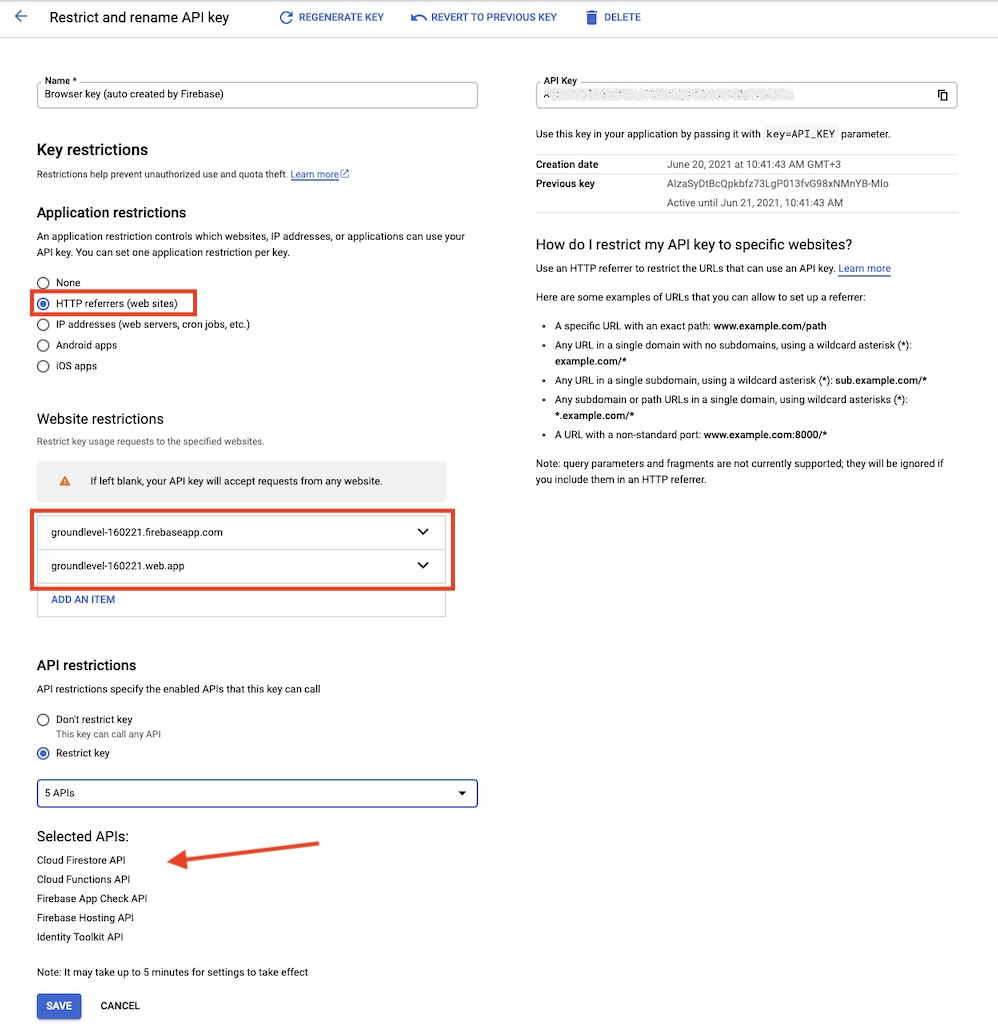 Restrict and rename API key
REGENERATE KEY
REVERT TO PREVIOUS KEY
DELETE
Name *
Browser key (auto created by Firebase)
Key restrictions
Restrictions help prevent unauthorized use and quota theft. Learn more
Application restrictions
An application restriction controls which websites, IP addresses, or applications can use your
API key. You can set one application restriction per key.
None
HTTP referrers (web sites)
IP addresses (web servers, cron jobs, etc.)
Android apps
iOS apps
Website restrictions
Restrict key usage requests to the specified websites.
If left blank, your API key will accept requests from any website.
groundlevel-160221.firebaseapp.com
groundlevel-160221.web.app
ADD AN ITEM
API restrictions
API restrictions specify the enabled APIs that this key can call
Don't restrict key
This key can call any API
Restrict key
5 APIs
Selected APIs:
Cloud Firestore API
Cloud Functions API
Firebase App Check API
Firebase Hosting API
Identity Toolkit API
Note: It may take up to 5 minutes for settings to take effect
SAVE
CANCEL
API Key
Use this key in your application by passing it with key=API_KEY parameter.
Creation date June 20, 2021 at 10:41:43 AM GMT+3
Previous key AIzaSyDtBcQpkbfz73LgP013fvG98xNMnYB-MIo
Active until Jun 21, 2021, 10:41:43 AM
How do I restrict my API key to specific websites?
Use an HTTP referrer to restrict the URLs that can use an API key. Learn more
Here are some examples of URLs that you can allow to set up a referrer:
• A specific URL with an exact path: www.example.com/path
• Any URL in a single domain with no subdomains, using a wildcard asterisk (*):
example.com/*
• Any URL in a single subdomain, using a wildcard asterisk (*): sub.example.com/*
• Any subdomain or path URLs in a single domain, using wildcard asterisks (*):
*.example.com/*
• A URL with a non-standard port: www.example.com:8000/*
Note: query parameters and fragments are not currently supported; they will be ignored if
you include them in an HTTP referrer.